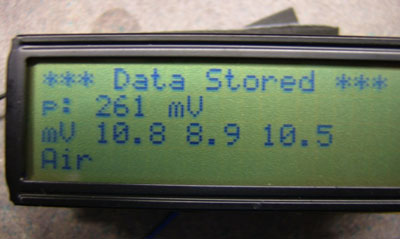 *** Data Stored ***
p: 261 mV
mV 10.8 8.9 10.5
Air